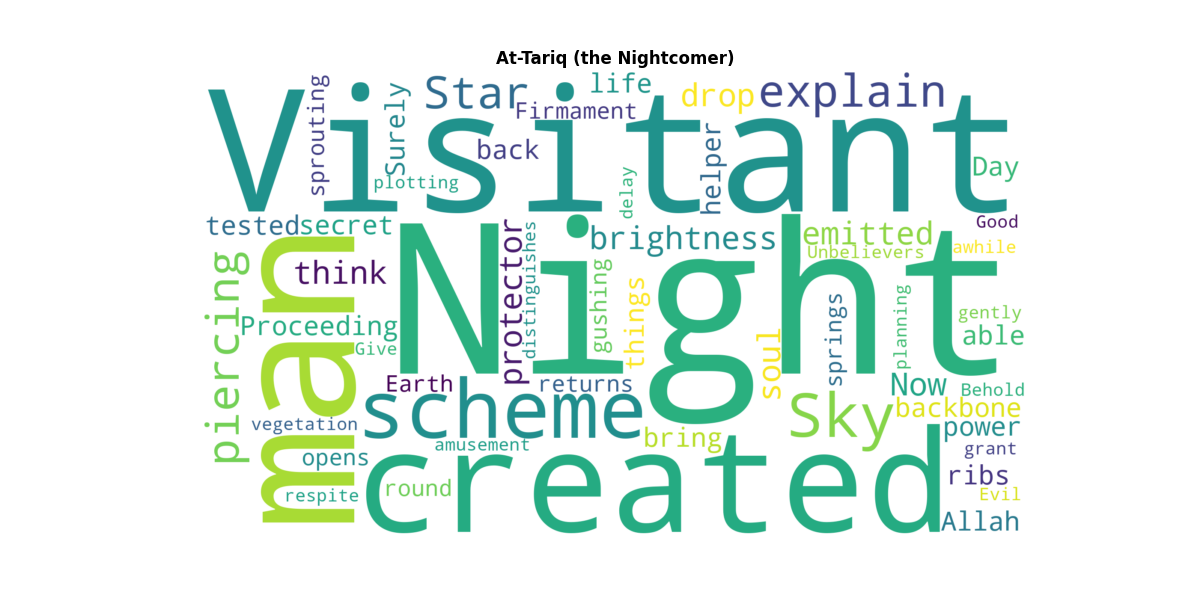 At-Tariq (the Nightcomer)
Visitant
Night
man
created
scheme
Sky
Star
explain
piercing
brightness
protector
emitted
drop
life
Firmament
sprouting
Surely
back
plotting
delay
helper
Day
tested
secret
think
Good
awhile
Unbelievers
distinguishes
gushing
things
soul
springs
planning
gently
able
Proceeding
Give
Earth
returns
Now
Behold
backbone
power
vegetation
amusement
bring
opens
grant
ribs
respite
round
Evil
Allah